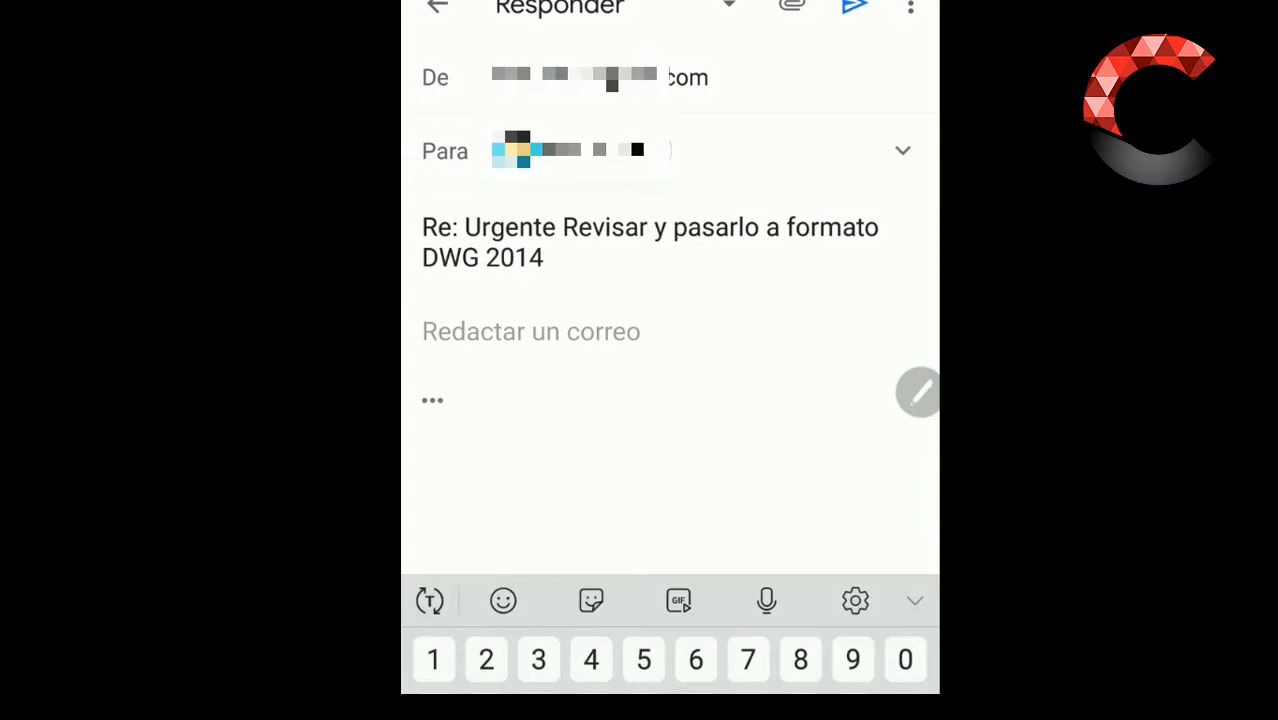 Responder
De com
Para
Re: Urgente Revisar y pasarlo a formato
DWG 2014
Redactar un correo
...
T GIF
1 2 3 4 5 6 7 8 9 0